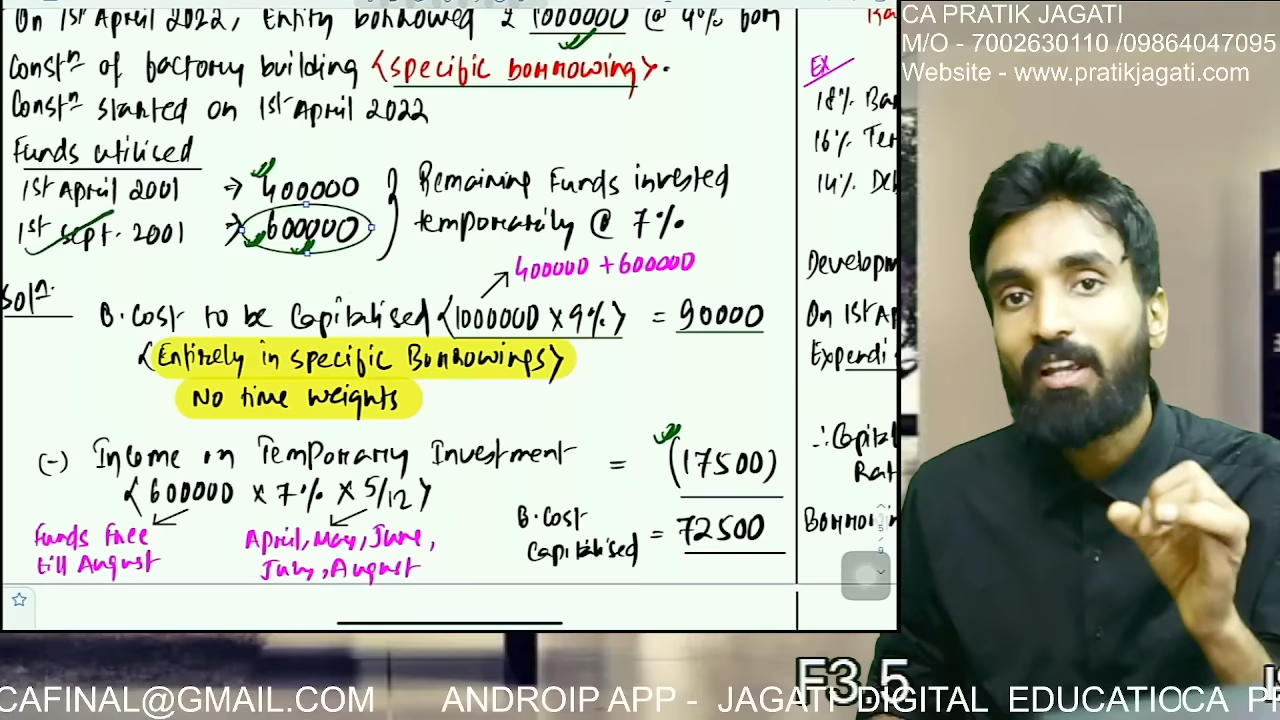 On 1st April 2022, Entity borrowed £ 1000000 @ 9% for
Constn of factory building <specific borrowing>.
Constn started on 1st April 2022
Funds utilised
1st April 2001 → 400000
1st Sept. 2001 → 600000
Remaining Funds invested
temporarily @ 7%
400000 + 600000
Soln.
B. Cost to be Capitalised <1000000 x 9%> = 90000
<Entirely in specific Borrowings>
No time weights
(-) Income on Temporary Investment = (17500)
<600000 x 7% x 5/12>
Funds free
till August
April, May, June,
July, August
B. Cost
Capitalised = 72500
EX
18% Ba
16% Ter
14% De
Developm
On 1st Ap
Expendi
∴ Capital
Rat
CA PRATIK JAGATI
M/O - 7002630110 /09864047095
Website - www.pratikjagati.com
F3.5
CAFINAL@GMAIL.COM ANDROIP APP - JAGATI DIGITAL EDUCATIOCA P